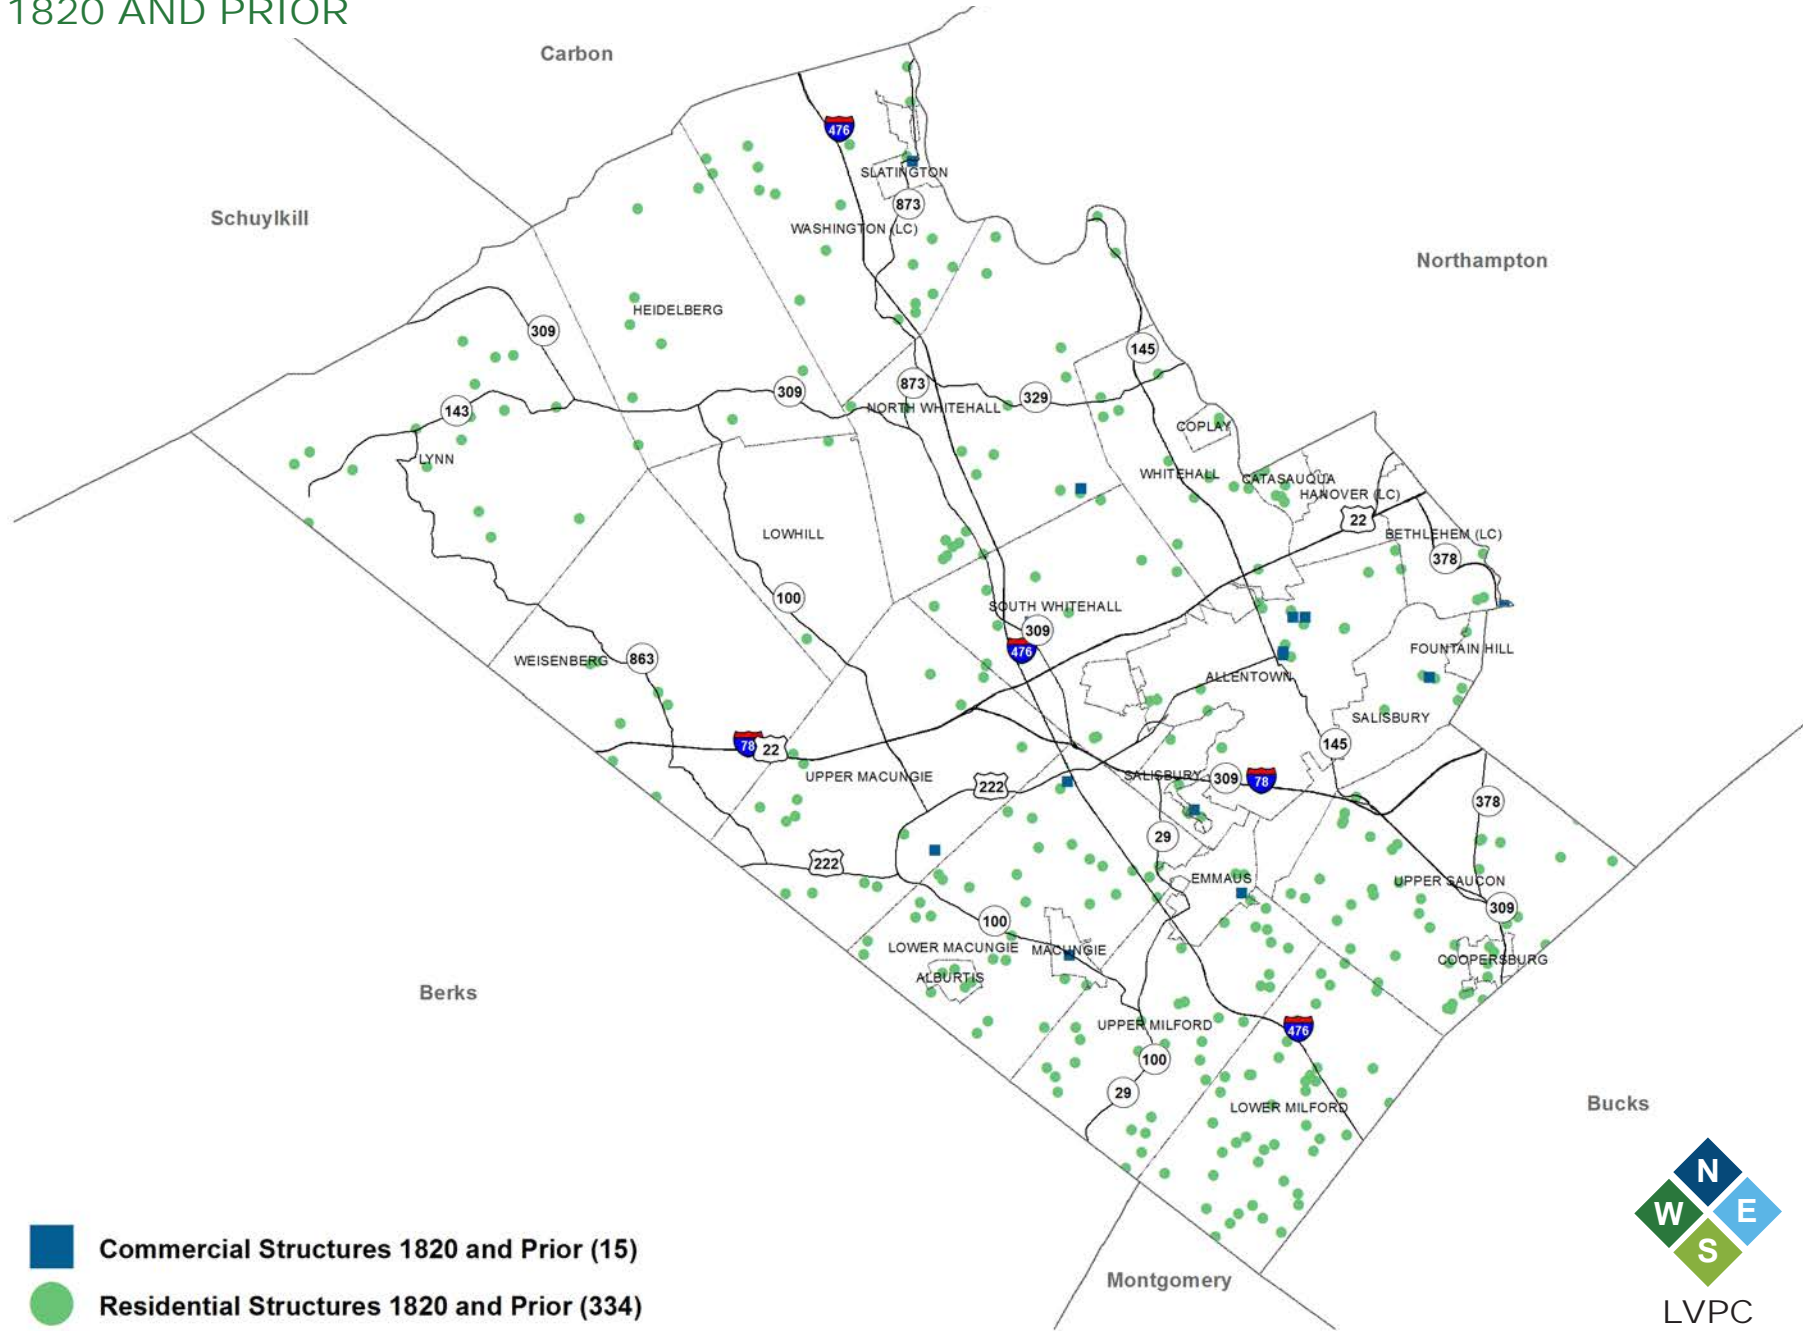 1820 AND PRIOR
Carbon
476
SLATINGTON
873
Schuylkill
WASHINGTON (LC)
Northampton
HEIDELBERG
309
145
309
873
329
143
NORTH WHITEHALL
COPLAY
LYNN
WHITEHALL
CATASAUQUA
HANOVER (LC)
22
LOWHILL
BETHLEHEM (LC)
378
100
SOUTH WHITEHALL
309
476
FOUNTAIN HILL
WEISENBERG
863
ALLENTOWN
SALISBURY
78
22
145
UPPER MACUNGIE
SALISBURY
309
78
222
378
29
222
EMMAUS
UPPER SAUCON
309
100
LOWER MACUNGIE
MACUNGIE
COOPERSBURG
ALBURTIS
Berks
UPPER MILFORD
476
100
29
LOWER MILFORD
Bucks
N
W
E
S
Commercial Structures 1820 and Prior (15)
Montgomery
Residential Structures 1820 and Prior (334)
LVPC